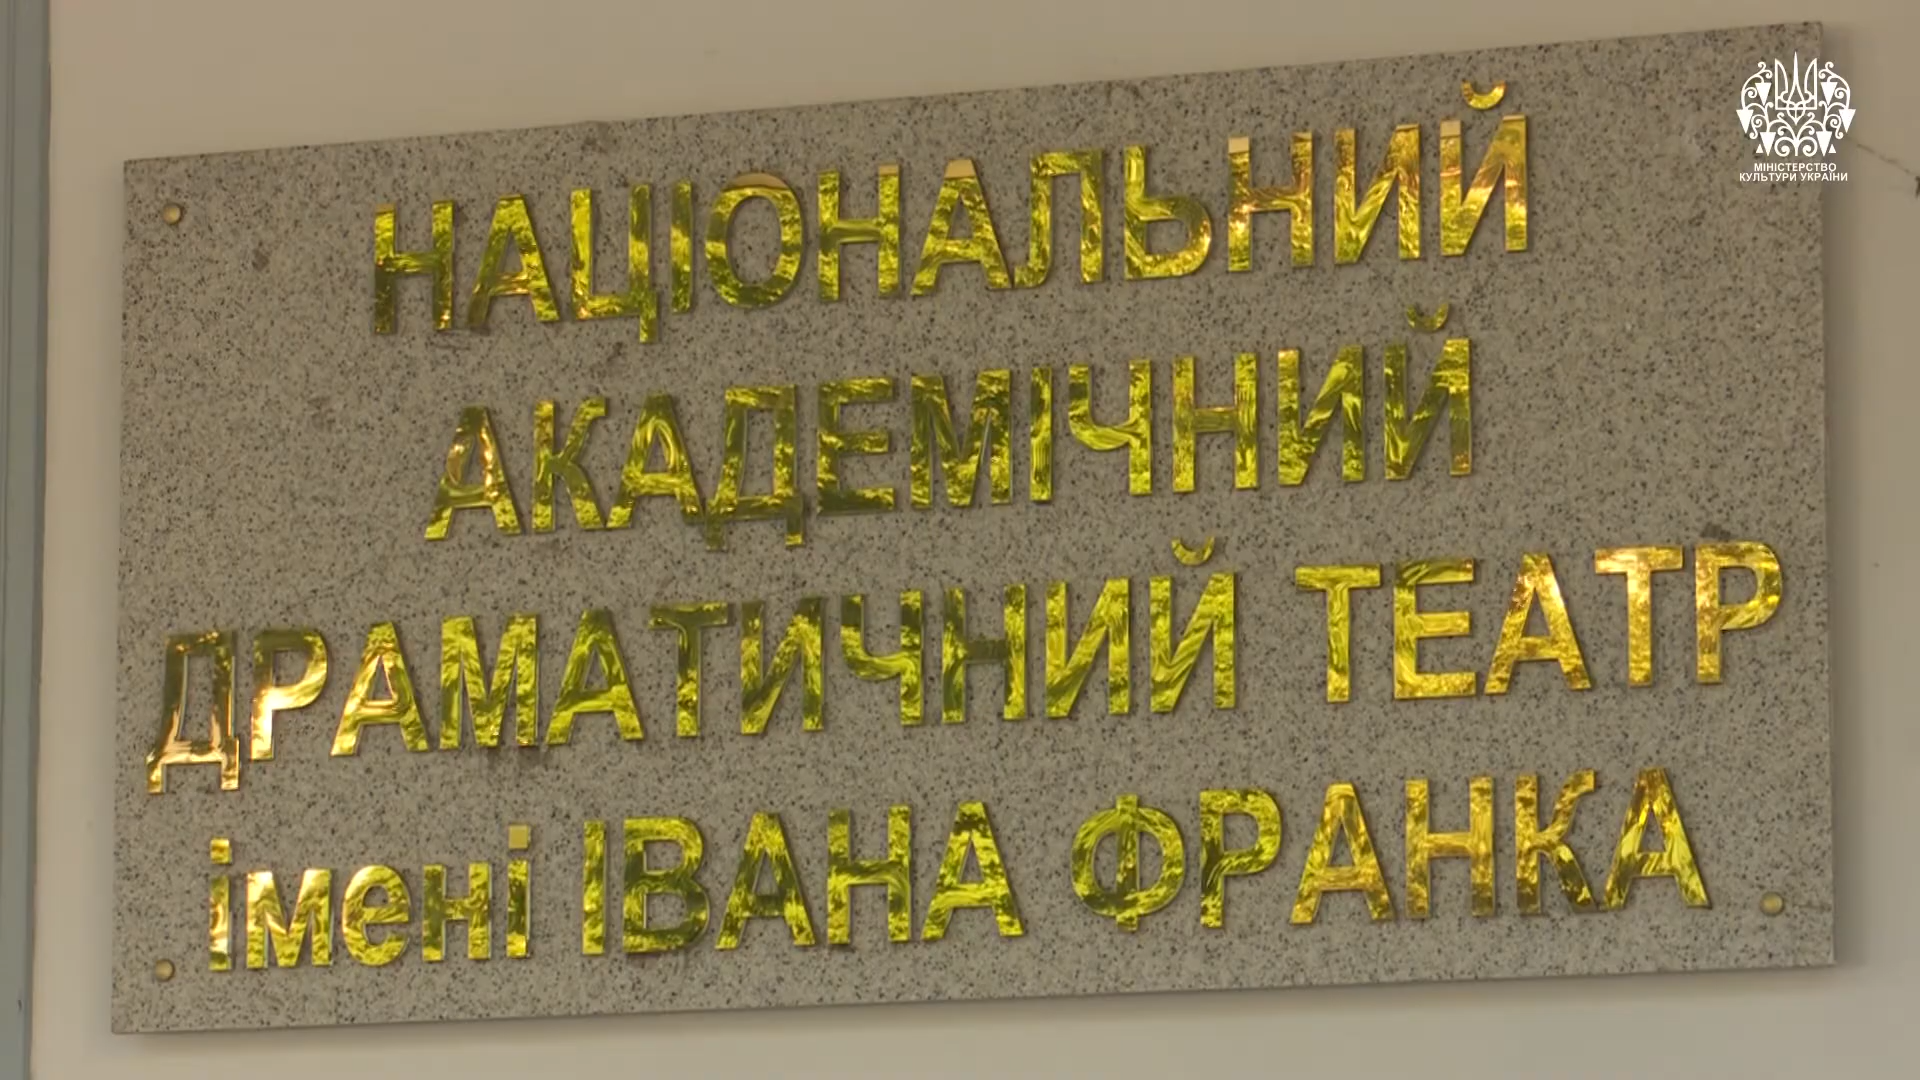 НАЦІОНАЛЬНИЙ
АКАДЕМІЧНИЙ
ДРАМАТИЧНИЙ ТЕАТР
імені ІВАНА ФРАНКА
МІНІСТЕРСТВО
КУЛЬТУРИ УКРАЇНИ